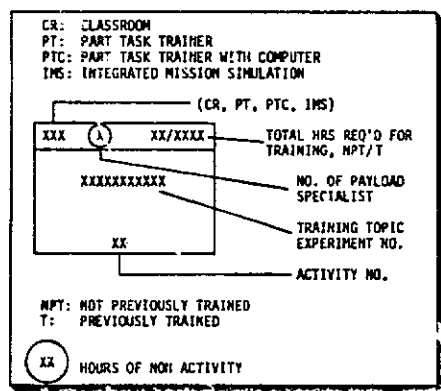 CR: CLASSROOM
PT: PART TASK TRAINER
PTC: PART TASK TRAINER WITH COMPUTER
IMS: INTEGRATED MISSION SIMULATION
(CR, PT, PTC, IMS)
XXX X XX/XXXX
TOTAL HRS REQ'D FOR
TRAINING, NPT/T
XXXXXXXXXXX
NO. OF PAYLOAD
SPECIALIST
TRAINING TOPIC
EXPERIMENT NO.
XX
ACTIVITY NO.
NPT: NOT PREVIOUSLY TRAINED
T: PREVIOUSLY TRAINED
XX HOURS OF NON ACTIVITY